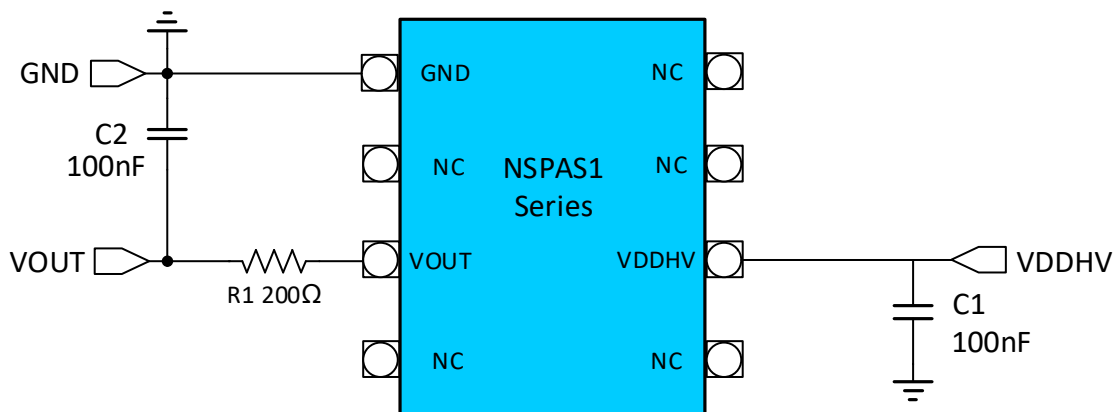 GND
GND
NC
C2
100nF
NC
NSPAS1
Series
NC
VOUT
R1 200Ω
VOUT
VDDHV
VDDHV
C1
100nF
NC
NC